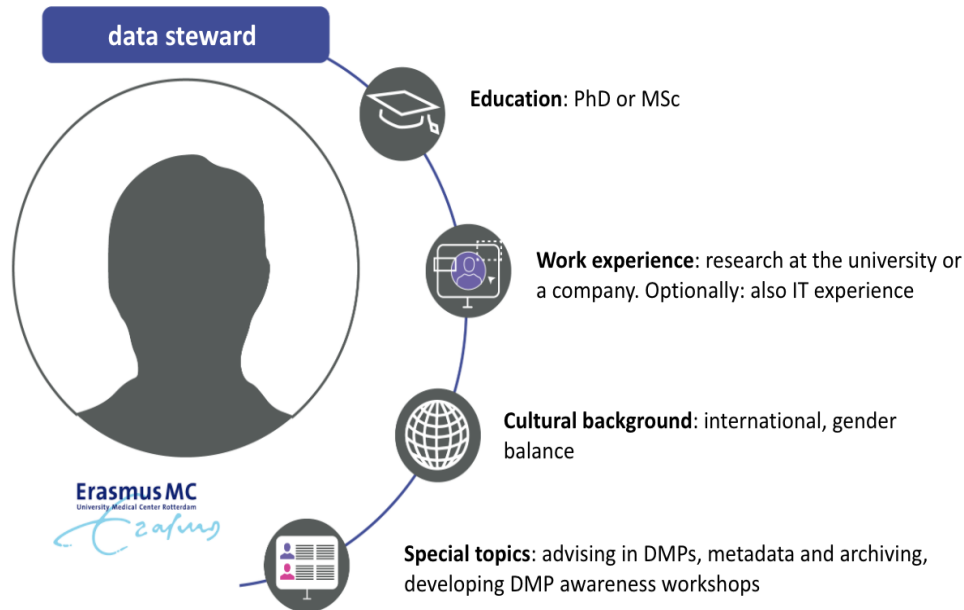 data steward
Education: PhD or MSc
Work experience: research at the university or
a company. Optionally: also IT experience
Cultural background: international, gender
balance
Erasmus MC
University Medical Center Rotterdam
Erasmus
Special topics: advising in DMPs, metadata and archiving,
developing DMP awareness workshops